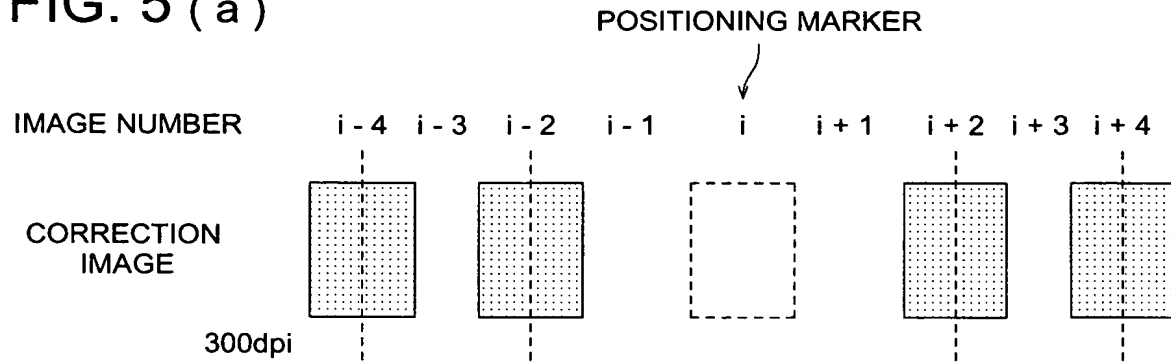 FIG. 5 (a)
POSITIONING MARKER
IMAGE NUMBER i - 4 i - 3 i - 2 i - 1 i i + 1 i + 2 i + 3 i + 4
CORRECTION
IMAGE
300dpi